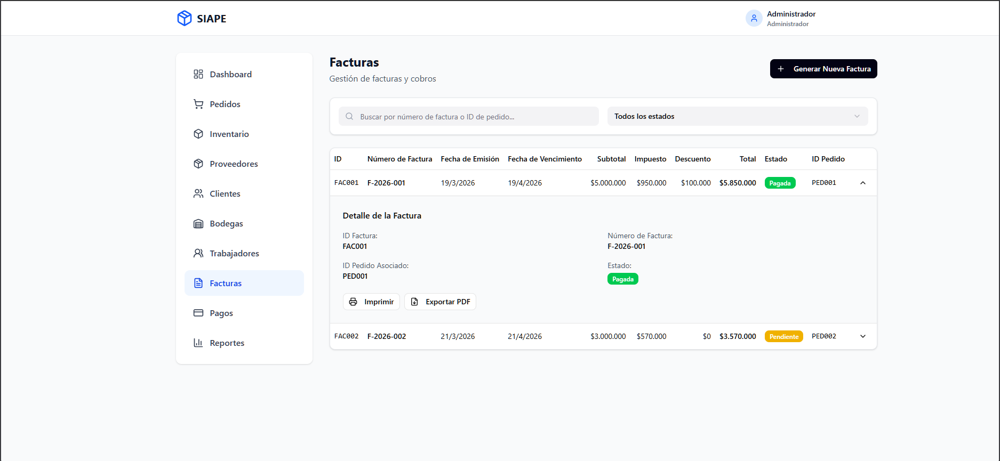 SIAPE
Administrador
Administrador
Dashboard
Pedidos
Inventario
Proveedores
Clientes
Bodegas
Trabajadores
Facturas
Pagos
Reportes
Facturas
Gestión de facturas y cobros
Generar Nueva Factura
Buscar por número de factura o ID de pedido...
Todos los estados
ID Número de Factura Fecha de Emisión Fecha de Vencimiento Subtotal Impuesto Descuento Total Estado ID Pedido
FAC001 F-2026-001 19/3/2026 19/4/2026 $5.000.000 $950.000 $100.000 $5.850.000 Pagada PED001
Detalle de la Factura
ID Factura:
FAC001
Número de Factura:
F-2026-001
ID Pedido Asociado:
PED001
Estado:
Pagada
Imprimir
Exportar PDF
FAC002 F-2026-002 21/3/2026 21/4/2026 $3.000.000 $570.000 $0 $3.570.000 Pendiente PED002